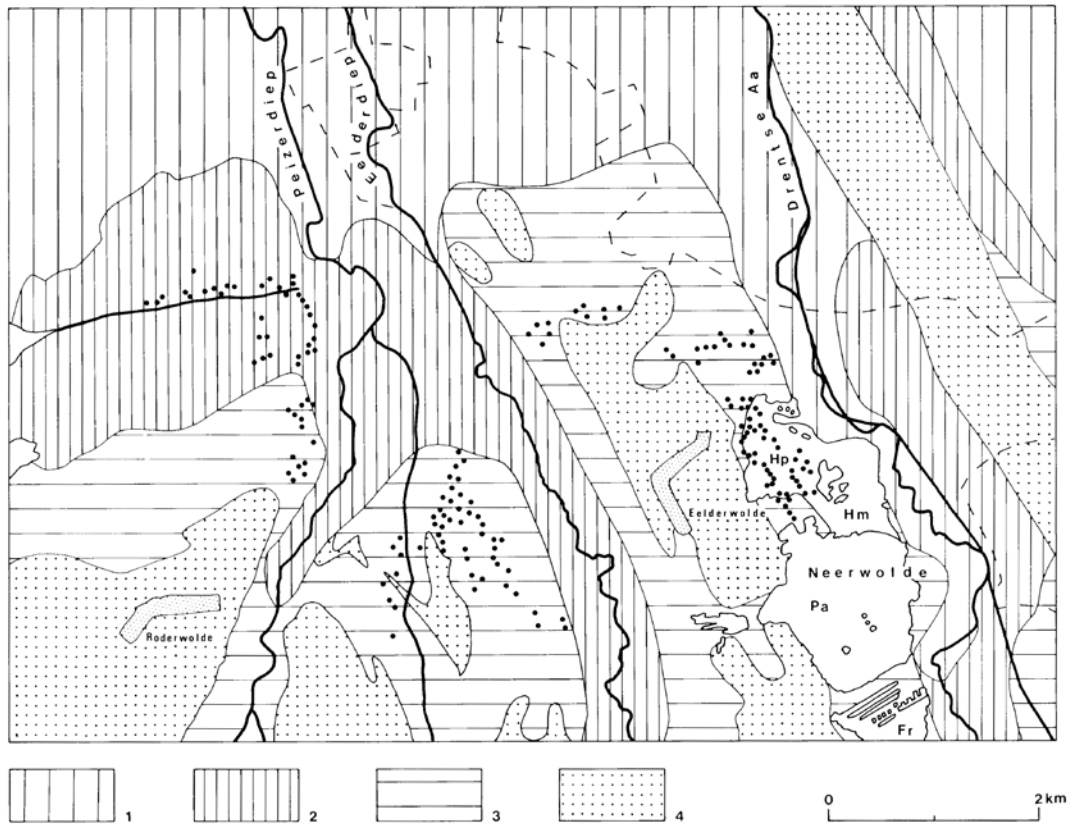 Peizerdiep
Eelderdiep
Drentse Aa
Hp
Hm
Eelderwolde
Neerwolde
Pa
Roderwolde
Fr
1
2
3
4
0
2 km